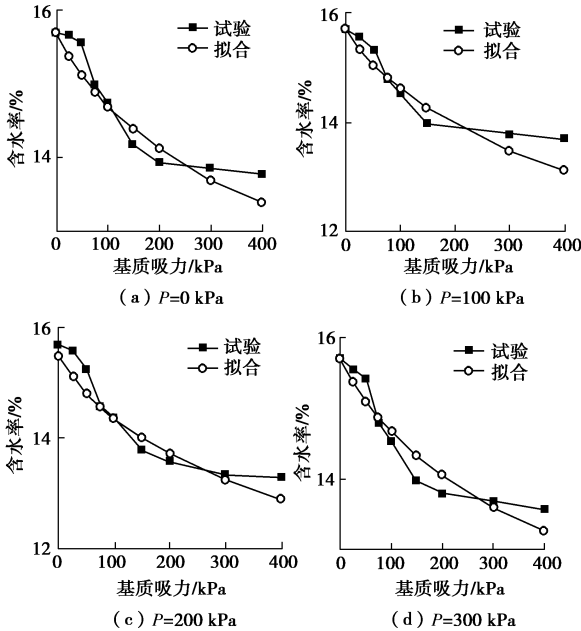 16
试验
拟合
14
含水率/%
0 100 200 300 400
基质吸力/kPa
(a) P=0 kPa
16
试验
拟合
14
12
含水率/%
0 100 200 300 400
基质吸力/kPa
(b) P=100 kPa
16
试验
拟合
14
12
含水率/%
0 100 200 300 400
基质吸力/kPa
(c) P=200 kPa
16
试验
拟合
14
含水率/%
0 100 200 300 400
基质吸力/kPa
(d) P=300 kPa